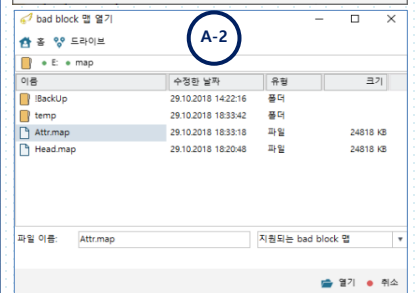 bad block 맵 열기
A-2
홈 드라이브
E: map
이름 수정한 날짜 유형 크기
!BackUp 29.10.2018 14:22:16 폴더
temp 29.10.2018 18:33:42 폴더
Attr.map 29.10.2018 18:33:18 파일 24818 KB
Head.map 29.10.2018 18:20:48 파일 24818 KB
파일 이름: Attr.map 지원되는 bad block 맵
열기 취소